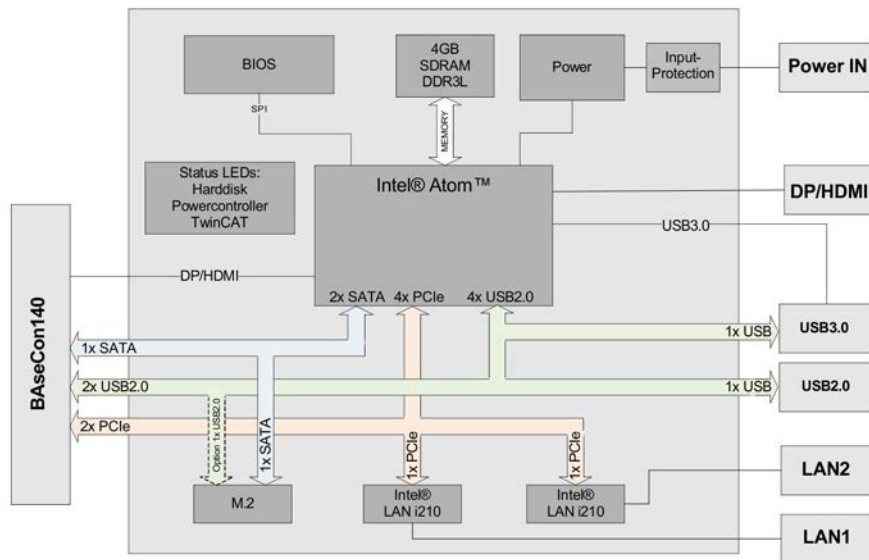 BIOS
4GB
SDRAM
DDR3L
Power
Input-
Protection
Power IN
SPI
MEMORY
Status LEDs:
Harddisk
Powercontroller
TwinCAT
Intel® Atom™
DP/HDMI
USB3.0
BAseCon140
DP/HDMI
2x SATA
4x PCIe
4x USB2.0
1x SATA
1x USB
USB3.0
2x USB2.0
1x USB
USB2.0
2x PCIe
Option 1x USB2.0
1x SATA
1x PCIe
1x PCIe
M.2
Intel®
LAN i210
Intel®
LAN i210
LAN2
LAN1